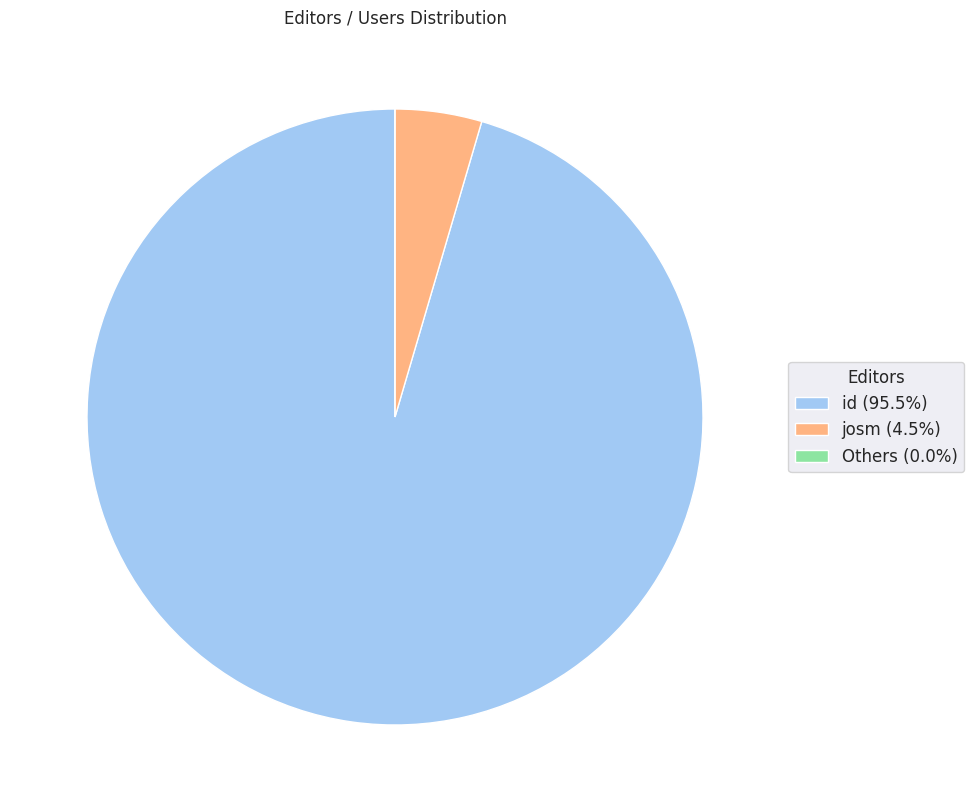 Editors / Users Distribution
Editors
id (95.5%)
josm (4.5%)
Others (0.0%)